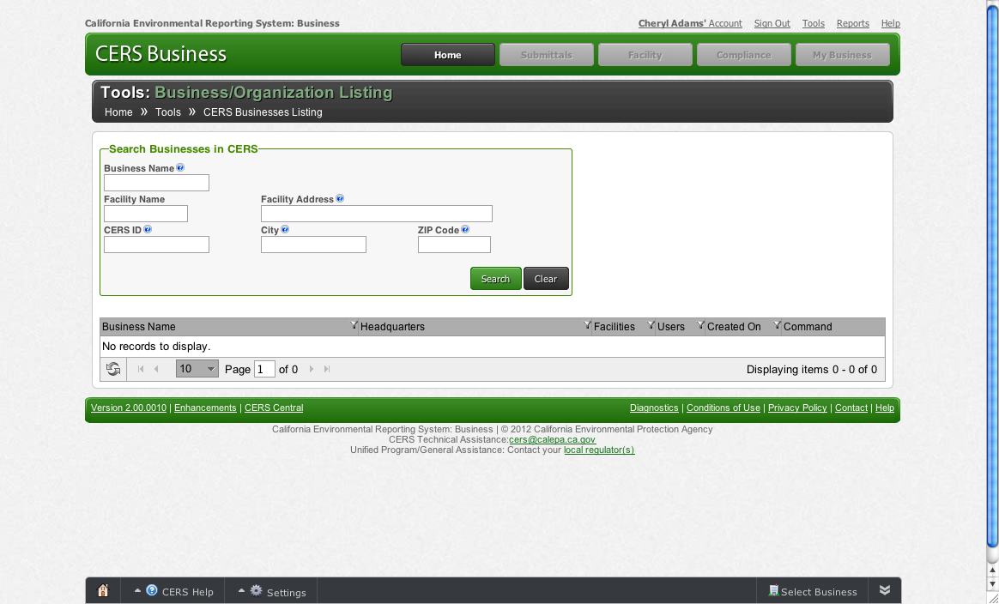 California Environmental Reporting System: Business
Cheryl Adams' Account Sign Out Tools Reports Help
CERS Business
Home Submittals Facility Compliance My Business
Tools: Business/Organization Listing
Home » Tools » CERS Businesses Listing
Search Businesses in CERS
Business Name
Facility Name Facility Address
CERS ID City ZIP Code
Search Clear
Business Name Headquarters Facilities Users Created On Command
No records to display.
10 Page 1 of 0 Displaying items 0 - 0 of 0
Version 2.00.0010 | Enhancements | CERS Central
Diagnostics | Conditions of Use | Privacy Policy | Contact | Help
California Environmental Reporting System: Business | © 2012 California Environmental Protection Agency
CERS Technical Assistance:cers@calepa.ca.gov
Unified Program/General Assistance: Contact your local regulator(s)
CERS Help Settings Select Business